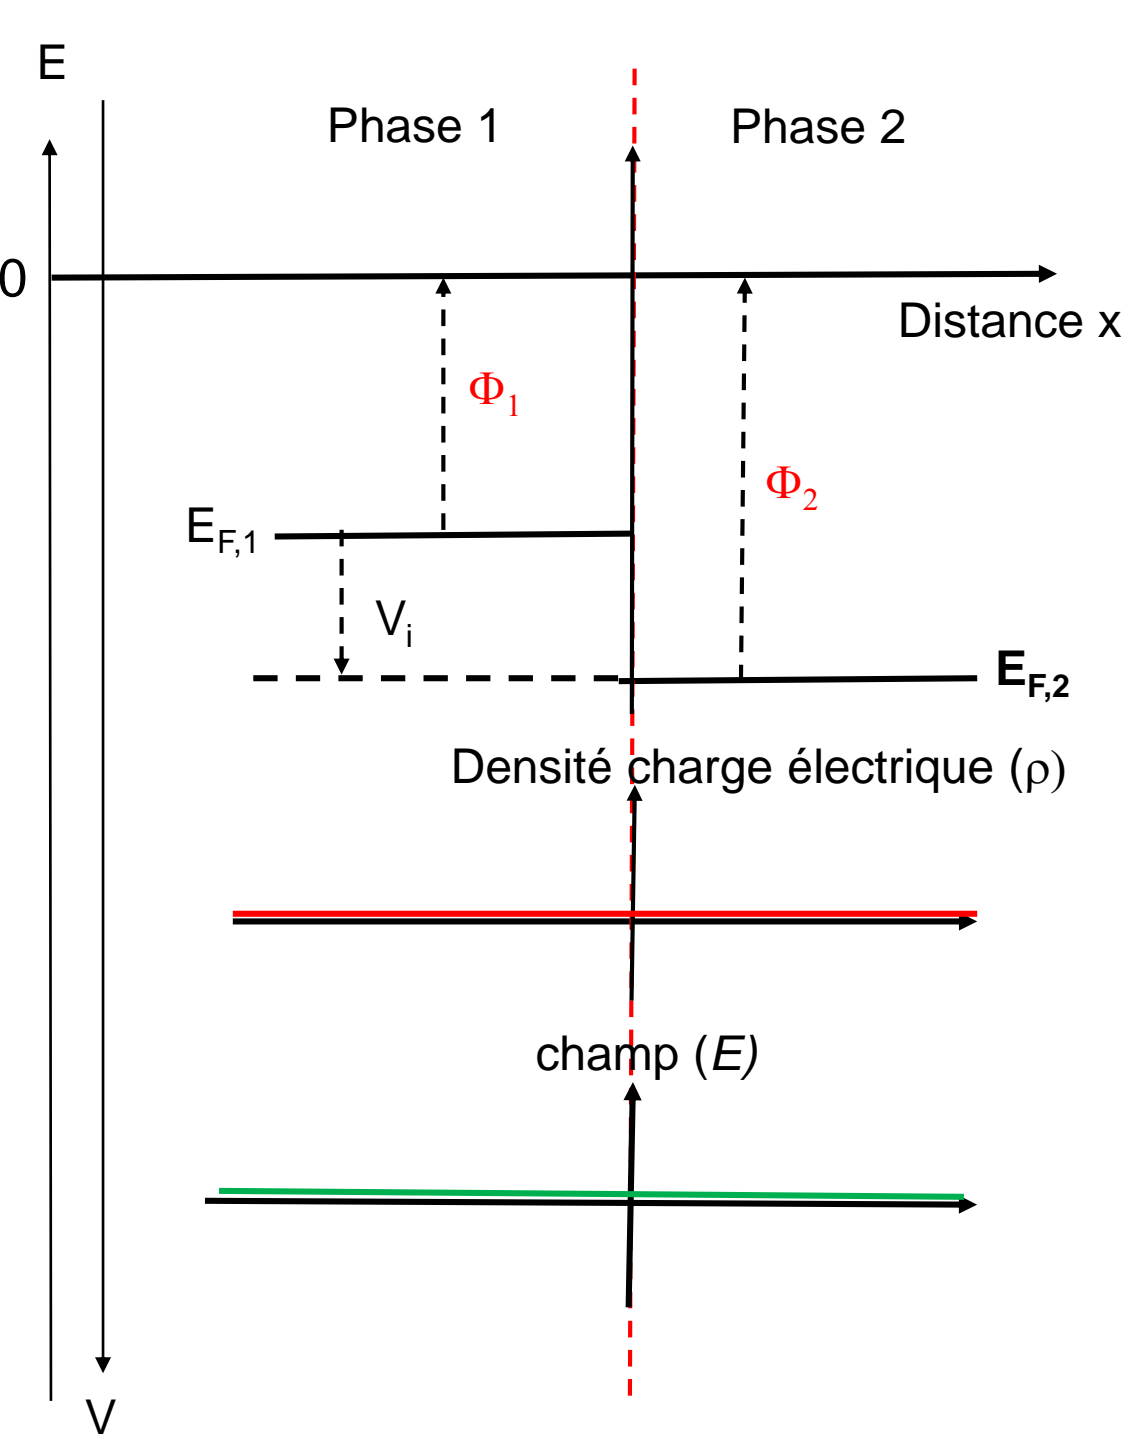 E
Phase 1
Phase 2
0
Distance x
Φ1
Φ2
EF,1
Vi
EF,2
Densité charge électrique (ρ)
champ (E)
V